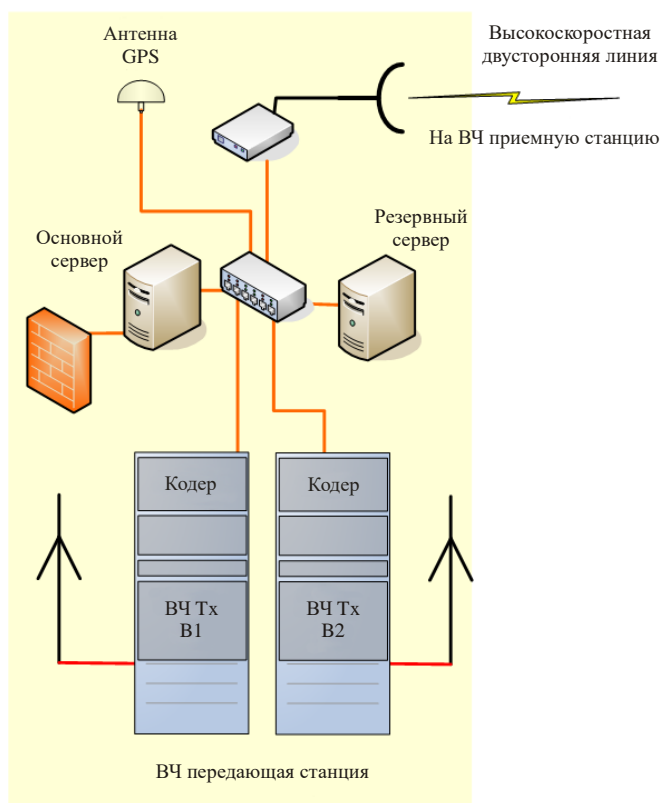 Антенна
GPS
Высокоскоростная
двусторонняя линия
На ВЧ приемную станцию
Основной
сервер
Резервный
сервер
Кодер
Кодер
ВЧ Tx
B1
ВЧ Tx
B2
ВЧ передающая станция